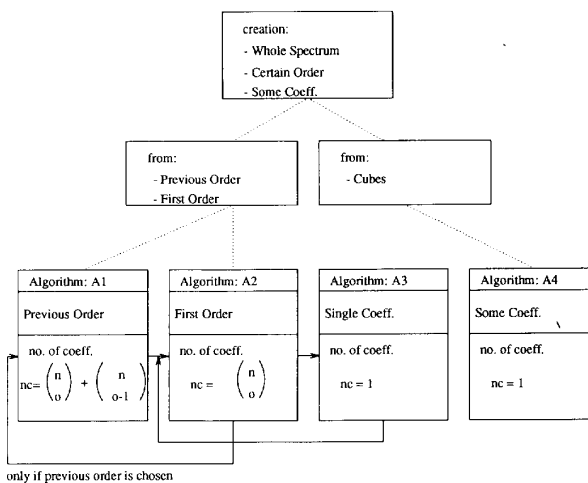 creation:
- Whole Spectrum
- Certain Order
- Some Coeff.
from:
- Previous Order
- First Order
from:
- Cubes
Algorithm: A1
Previous Order
no. of coeff.
nc= (n o) + (n o-1)
Algorithm: A2
First Order
no. of coeff.
nc = (n o)
Algorithm: A3
Single Coeff.
no. of coeff.
nc = 1
Algorithm: A4
Some Coeff.
no. of coeff.
nc = 1
only if previous order is chosen